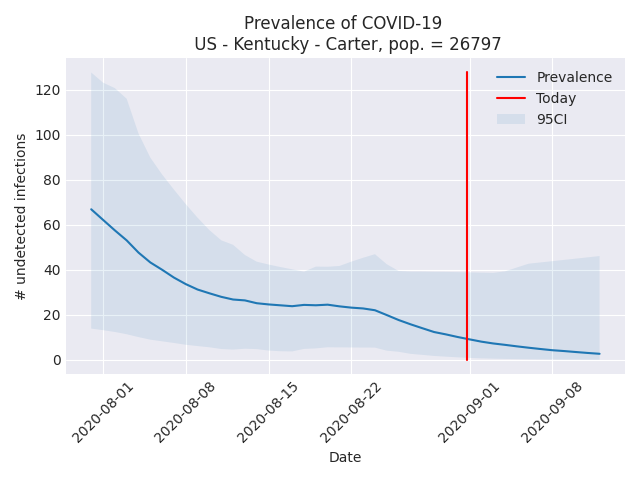 Prevalence of COVID-19
US - Kentucky - Carter, pop. = 26797
Prevalence
Today
95CI
# undetected infections
120
100
80
60
40
20
0
2020-08-01
2020-08-08
2020-08-15
2020-08-22
2020-09-01
2020-09-08
Date